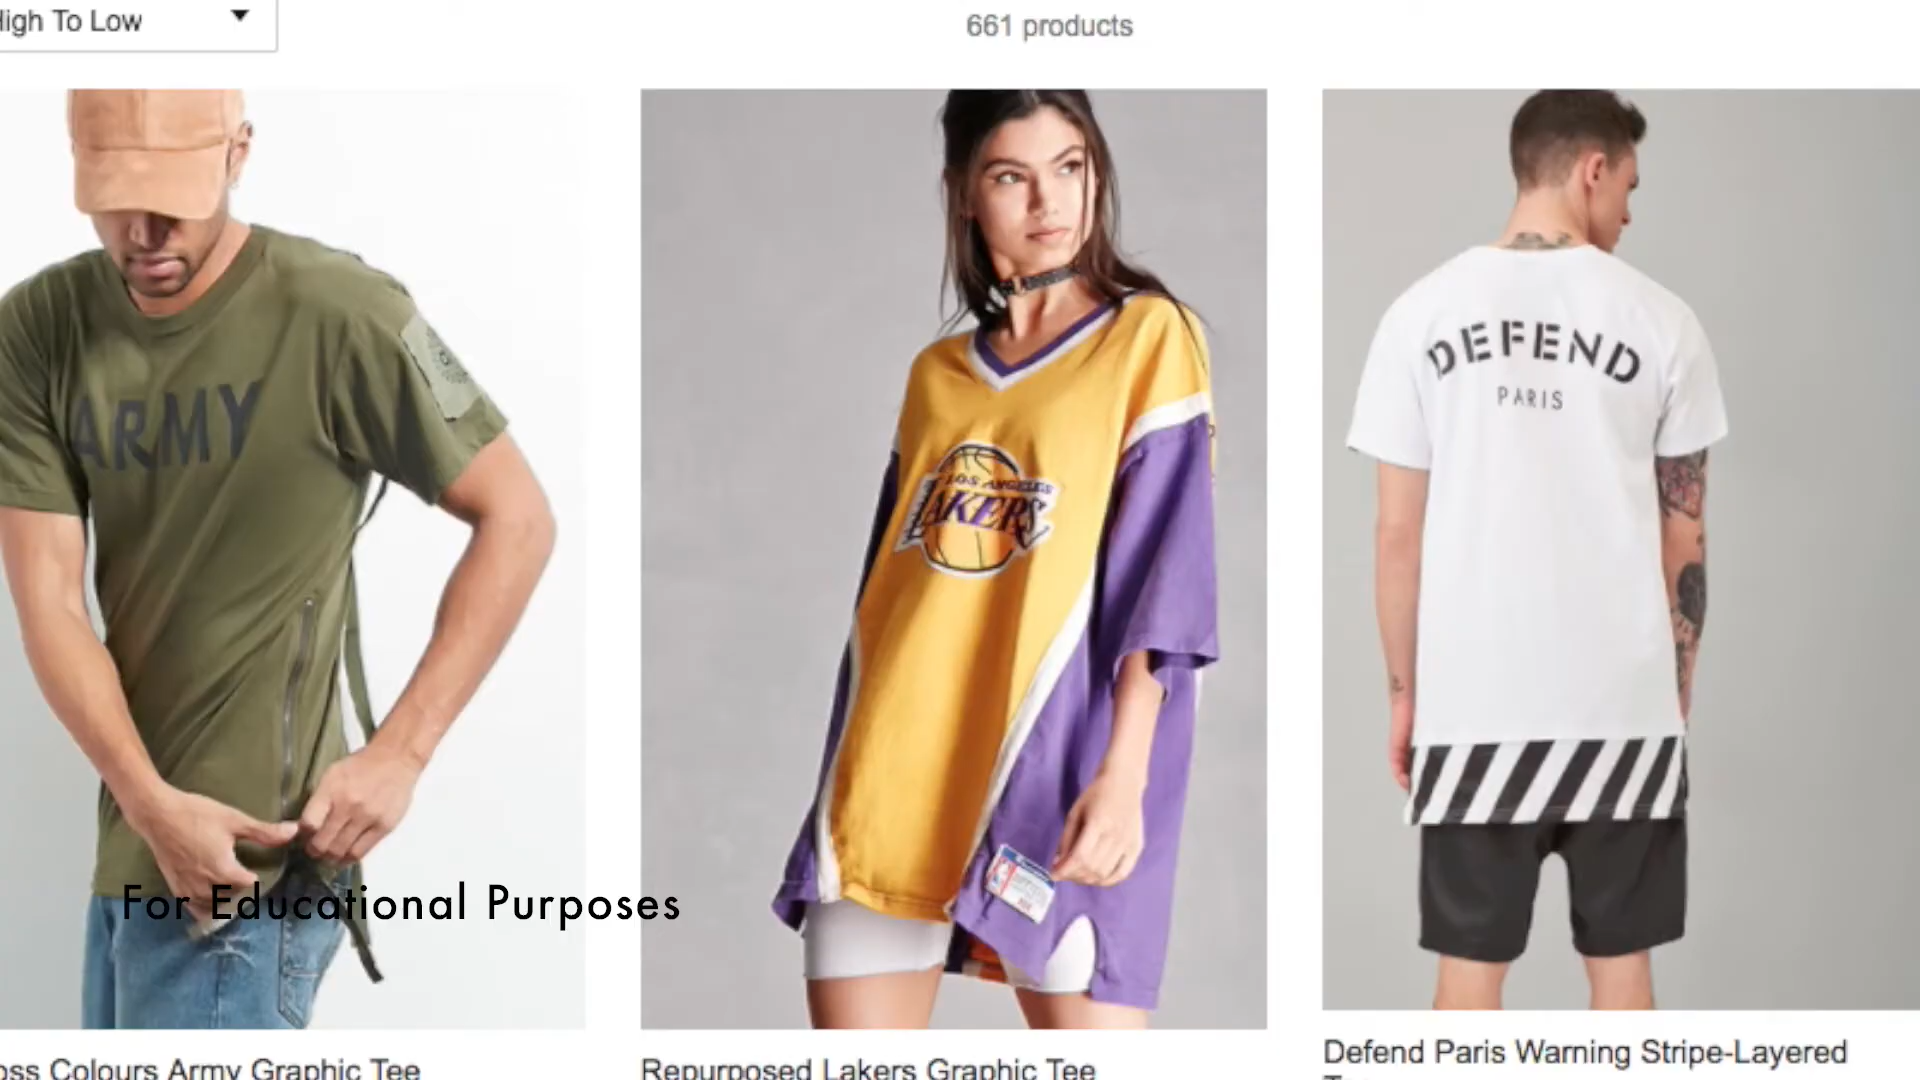 High To Low
661 products
ARMY
LOS ANGELES
LAKERS
DEFEND
PARIS
For Educational Purposes
oss Colours Army Graphic Tee
Repurposed Lakers Graphic Tee
Defend Paris Warning Stripe-Layered